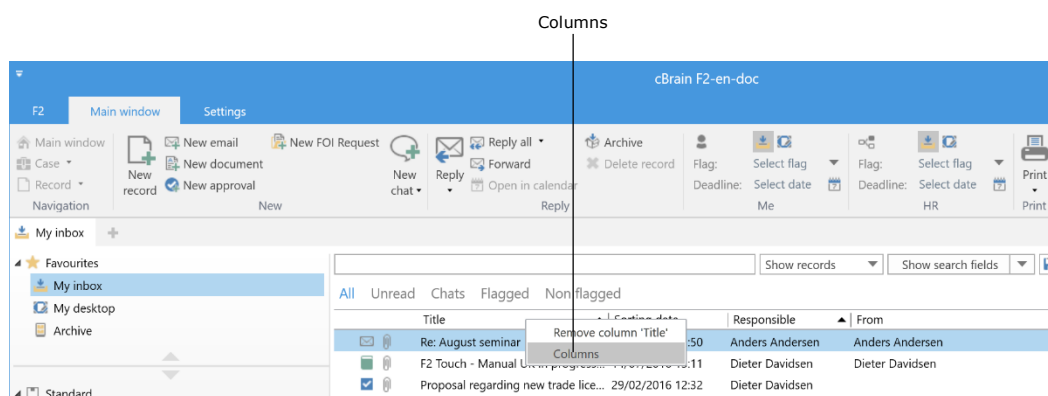 Columns
cBrain F2-en-doc
F2 Main window Settings
Main window New email New FOI Request Reply all Archive
Case New document Forward Delete record Flag: Select flag Flag: Select flag
Record New record New approval New chat Reply Open in calendar Deadline: Select date Deadline: Select date Print
Navigation New Reply Me HR Print
My inbox +
Favourites Show records Show search fields
My inbox All Unread Chats Flagged Non flagged
My desktop Title Sorting date Responsible From
Archive Remove column 'Title'
Re: August seminar :50 Anders Andersen Anders Andersen
Columns
F2 Touch - Manual UK in progress... 11 Dieter Davidsen Dieter Davidsen
Proposal regarding new trade lice... 29/02/2016 12:32 Dieter Davidsen
Standard